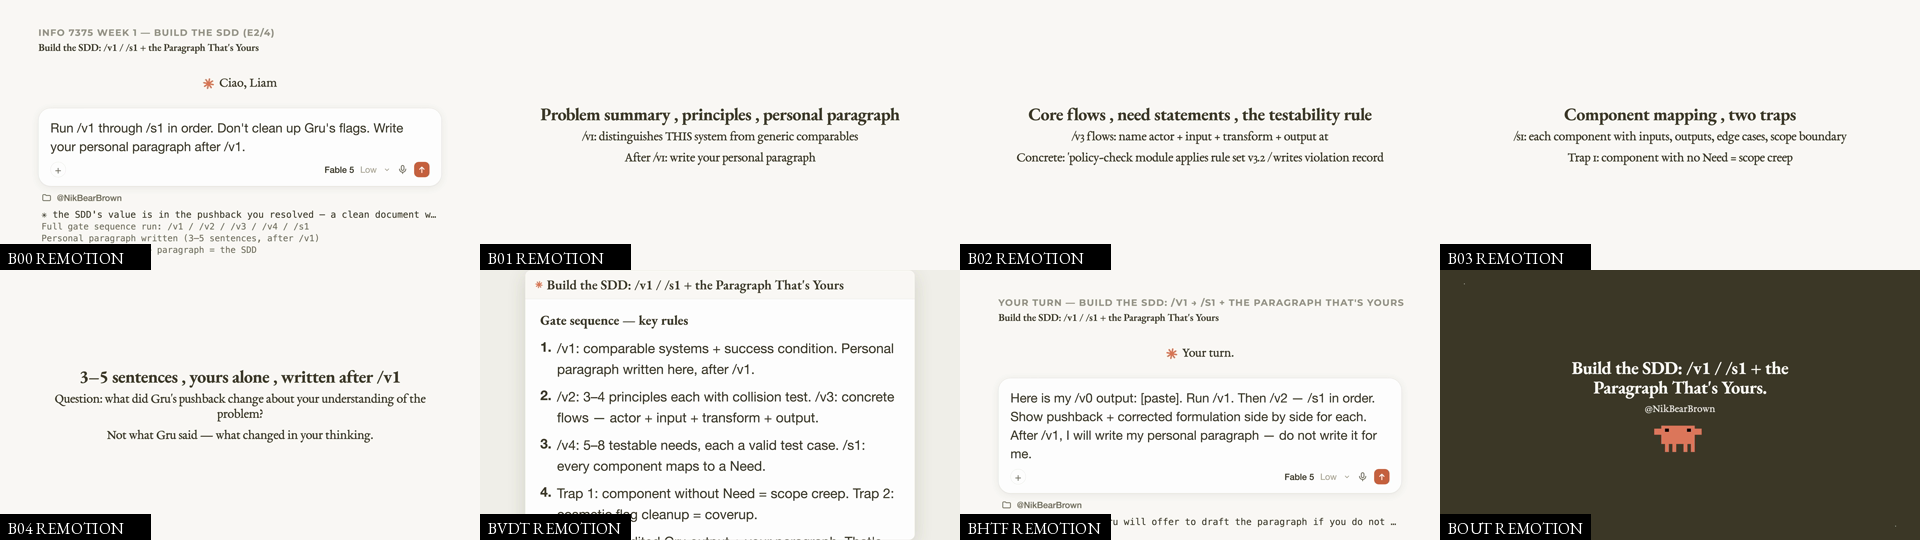 INFO 7375 WEEK 1 — BUILD THE SDD (E2/4)
Build the SDD: /v1 / /s1 + the Paragraph That's Yours
Ciao, Liam
Run /v1 through /s1 in order. Don't clean up Gru's flags. Write
your personal paragraph after /v1.
+
Fable 5 Low
@NikBearBrown
✳ the SDD's value is in the pushback you resolved — a clean document w…
Full gate sequence run: /v1 / /v2 / /v3 / /v4 / /s1
Personal paragraph written (3–5 sentences, after /v1)
paragraph = the SDD
B00 REMOTION
Problem summary , principles , personal paragraph
/v1: distinguishes THIS system from generic comparables
After /v1: write your personal paragraph
B01 REMOTION
Core flows , need statements , the testability rule
/v3 flows: name actor + input + transform + output at
Concrete: 'policy-check module applies rule set v3.2 / writes violation record
B02 REMOTION
Component mapping , two traps
/s1: each component with inputs, outputs, edge cases, scope boundary
Trap 1: component with no Need = scope creep
B03 REMOTION
3–5 sentences , yours alone , written after /v1
Question: what did Gru's pushback change about your understanding of the
problem?
Not what Gru said — what changed in your thinking.
B04 REMOTION
Build the SDD: /v1 / /s1 + the Paragraph That's Yours
Gate sequence — key rules
1. /v1: comparable systems + success condition. Personal
paragraph written here, after /v1.
2. /v2: 3–4 principles each with collision test. /v3: concrete
flows — actor + input + transform + output.
3. /v4: 5–8 testable needs, each a valid test case. /s1:
every component maps to a Need.
4. Trap 1: component without Need = scope creep. Trap 2:
cosmetic flag cleanup = coverup.
BVDT REMOTION
YOUR TURN — BUILD THE SDD: /V1 → /S1 + THE PARAGRAPH THAT'S YOURS
Build the SDD: /v1 / /s1 + the Paragraph That's Yours
Your turn.
Here is my /v0 output: [paste]. Run /v1. Then /v2 — /s1 in order.
Show pushback + corrected formulation side by side for each.
After /v1, I will write my personal paragraph — do not write it for
me.
+
Fable 5 Low
@NikBearBrown
will offer to draft the paragraph if you do not …
BHTF REMOTION
Build the SDD: /v1 / /s1 + the
Paragraph That's Yours.
@NikBearBrown
BOUT REMOTION